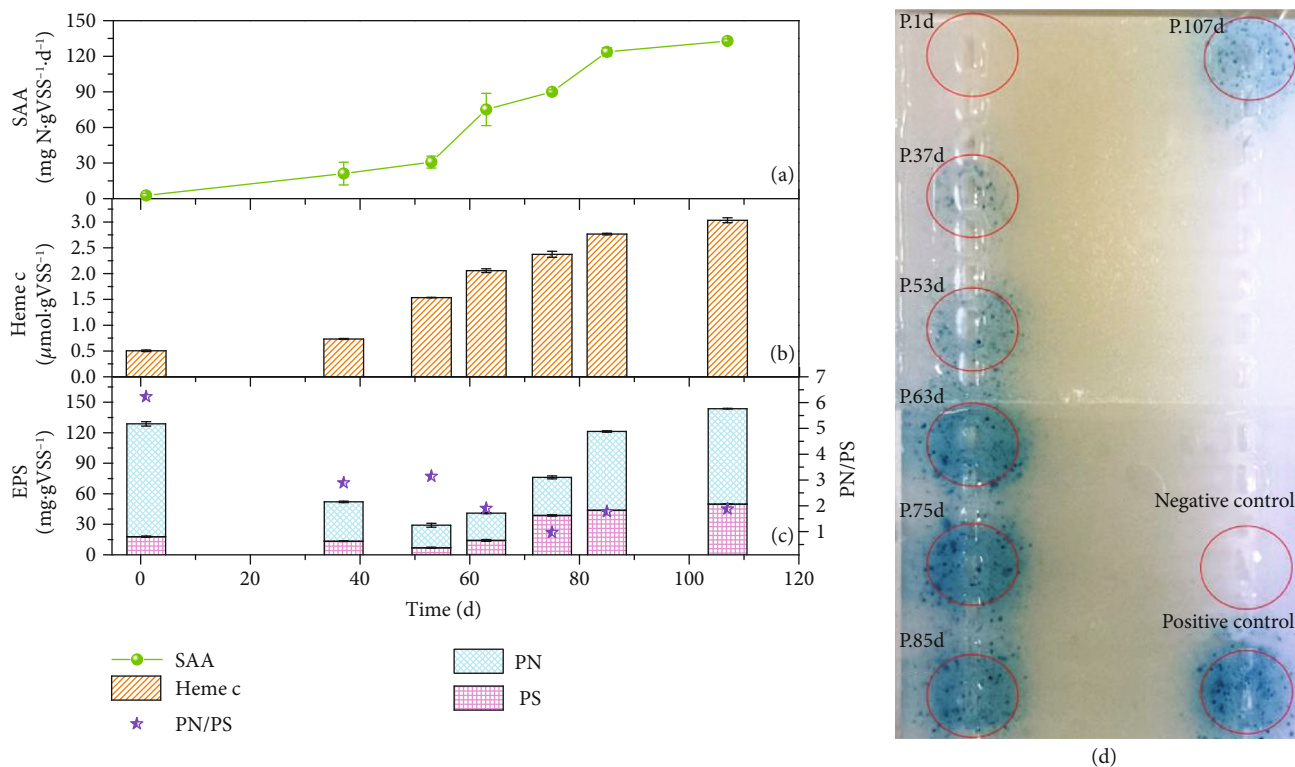 150
120
90
60
30
0
SAA
(mg N·gVSS⁻¹·d⁻¹)
(a)
3.0
2.5
2.0
1.5
1.0
0.5
0.0
Heme c
(μmol·gVSS⁻¹)
(b)
150
120
90
60
30
0
EPS
(mg·gVSS⁻¹)
(c)
7
6
5
4
3
2
1
PN/PS
0 20 40 60 80 100 120
Time (d)
SAA
Heme c
PN/PS
PN
PS
P.1d
P.107d
P.37d
P.53d
P.63d
P.75d
Negative control
Positive control
P.85d
(d)